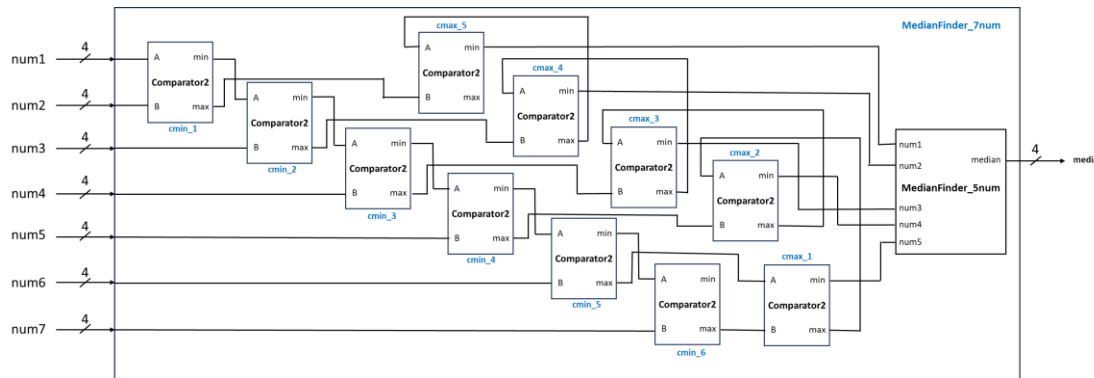 MedianFinder_7num
cmax_5
num1
4
A
min
Comparator2
B
max
cmin_1
A
min
Comparator2
B
max
num2
4
A
min
Comparator2
B
max
cmin_2
cmax_4
A
min
Comparator2
B
max
num3
4
A
min
Comparator2
B
max
cmin_3
cmax_3
A
min
Comparator2
B
max
num4
4
A
min
Comparator2
B
max
cmin_4
cmax_2
A
min
Comparator2
B
max
num5
4
A
min
Comparator2
B
max
cmin_5
num6
4
A
min
Comparator2
B
max
cmin_6
cmax_1
A
min
Comparator2
B
max
num7
4
num1
num2
median
MedianFinder_5num
num3
num4
num5
4
medi